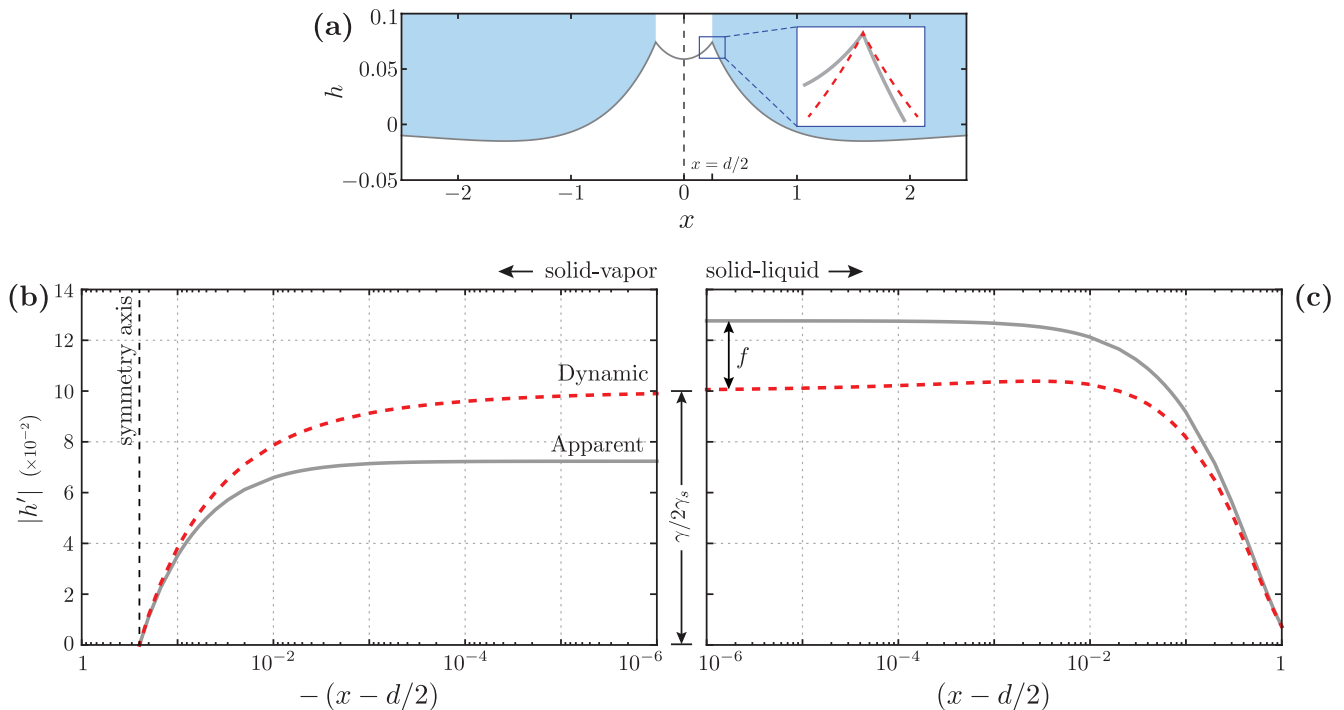 (a)
0.1
0.05
0
−0.05
h
x = d/2
−2
−1
0
1
2
x
solid-vapor
solid-liquid
(b)
(c)
14
12
10
8
6
4
2
0
|h′| (×10⁻²)
symmetry axis
Dynamic
Apparent
γ/2γₛ
f
1
10⁻²
10⁻⁴
10⁻⁶
− (x − d/2)
10⁻⁶
10⁻⁴
10⁻²
1
(x − d/2)